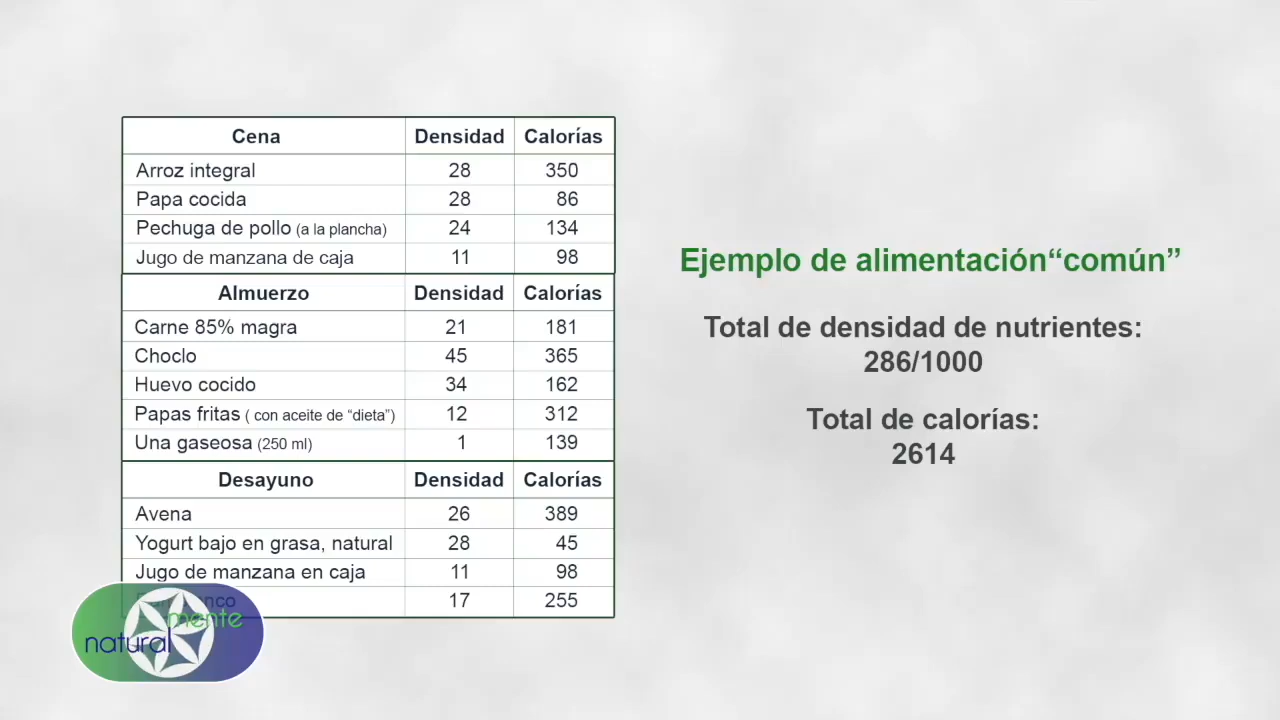 Cena Densidad Calorías
Arroz integral 28 350
Papa cocida 28 86
Pechuga de pollo (a la plancha) 24 134
Jugo de manzana de caja 11 98
Almuerzo Densidad Calorías
Carne 85% magra 21 181
Choclo 45 365
Huevo cocido 34 162
Papas fritas ( con aceite de “dieta”) 12 312
Una gaseosa (250 ml) 1 139
Desayuno Densidad Calorías
Avena 26 389
Yogurt bajo en grasa, natural 28 45
Jugo de manzana en caja 11 98
17 255
Ejemplo de alimentación“común”
Total de densidad de nutrientes:
286/1000
Total de calorías:
2614
mente
natural